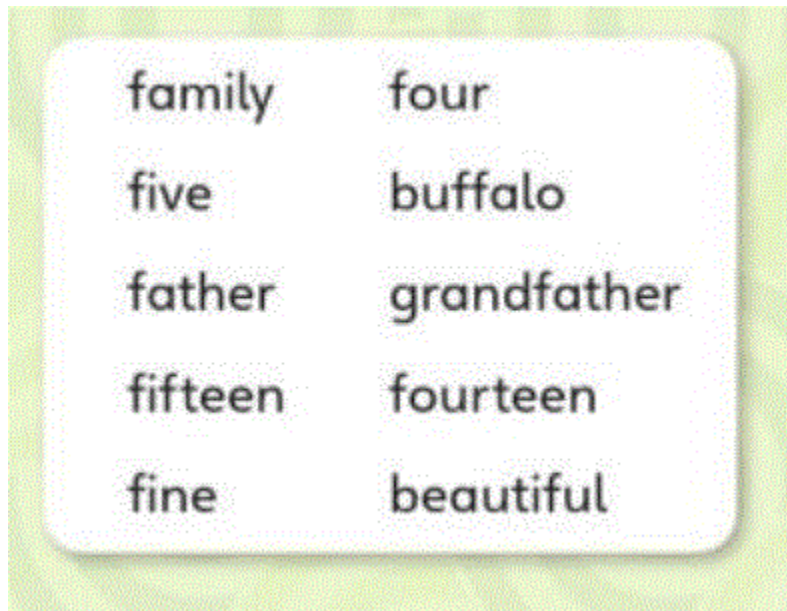 family four
five buffalo
father grandfather
fifteen fourteen
fine beautiful